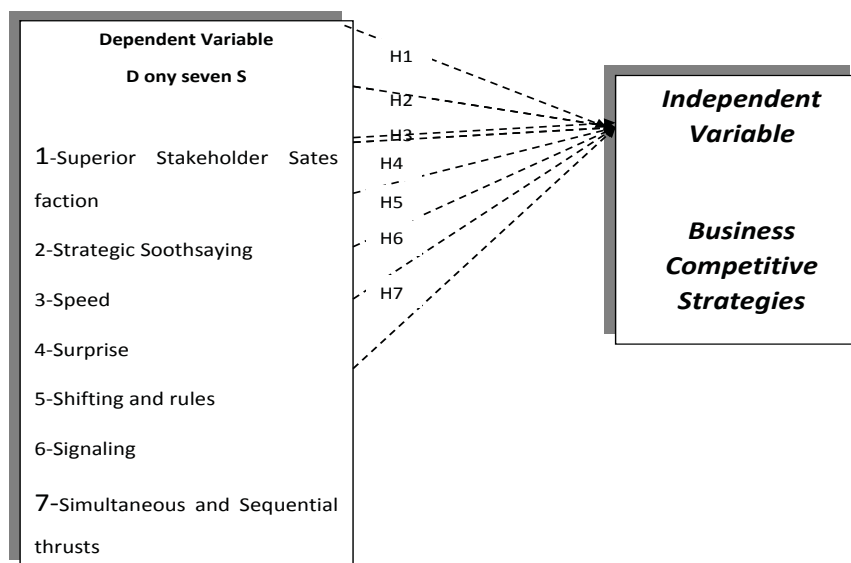 Dependent Variable
D ony seven S
1-Superior Stakeholder Sates
faction
2-Strategic Soothsaying
3-Speed
4-Surprise
5-Shifting and rules
6-Signaling
7-Simultaneous and Sequential
thrusts
H1
H2
H3
H4
H5
H6
H7
Independent
Variable
Business
Competitive
Strategies